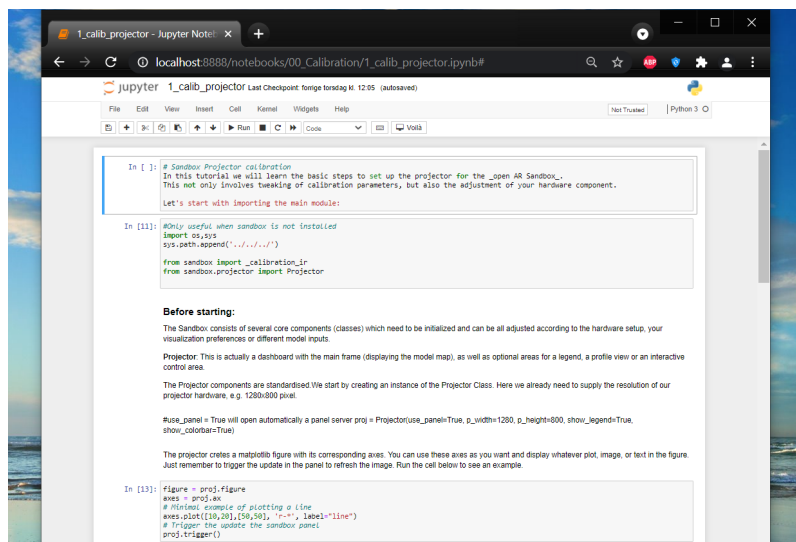 1_calib_projector - Jupyter Noteb
localhost:8888/notebooks/00_Calibration/1_calib_projector.ipynb#
ABP
jupyter 1_calib_projector Last Checkpoint: forrige torsdag kl. 12:05 (autosaved)
File Edit View Insert Cell Kernel Widgets Help
Not Trusted Python 3
Run Code Voilà
In [ ]: # Sandbox Projector calibration
In this tutorial we will learn the basic steps to set up the projector for the _open AR Sandbox_.
This not only involves tweaking of calibration parameters, but also the adjustment of your hardware component.
Let's start with importing the main module:
In [11]: #Only useful when sandbox is not installed
import os,sys
sys.path.append('../../../')
from sandbox import _calibration_ir
from sandbox.projector import Projector
Before starting:
The Sandbox consists of several core components (classes) which need to be initialized and can be all adjusted according to the hardware setup, your
visualization preferences or different model inputs.
Projector: This is actually a dashboard with the main frame (displaying the model map), as well as optional areas for a legend, a profile view or an interactive
control area.
The Projector components are standardised.We start by creating an instance of the Projector Class. Here we already need to supply the resolution of our
projector hardware, e.g. 1280x800 pixel.
#use_panel = True will open automatically a panel server proj = Projector(use_panel=True, p_width=1280, p_height=800, show_legend=True,
show_colorbar=True)
The projector cretes a matplotlib figure with its corresponding axes. You can use these axes as you want and display whatever plot, image, or text in the figure.
Just remember to trigger the update in the panel to refresh the image. Run the cell below to see an example.
In [13]: figure = proj.figure
axes = proj.ax
# Minimal example of plotting a line
axes.plot([10,20],[50,50], 'r-*', label="line")
# Trigger the update the sandbox panel
proj.trigger()